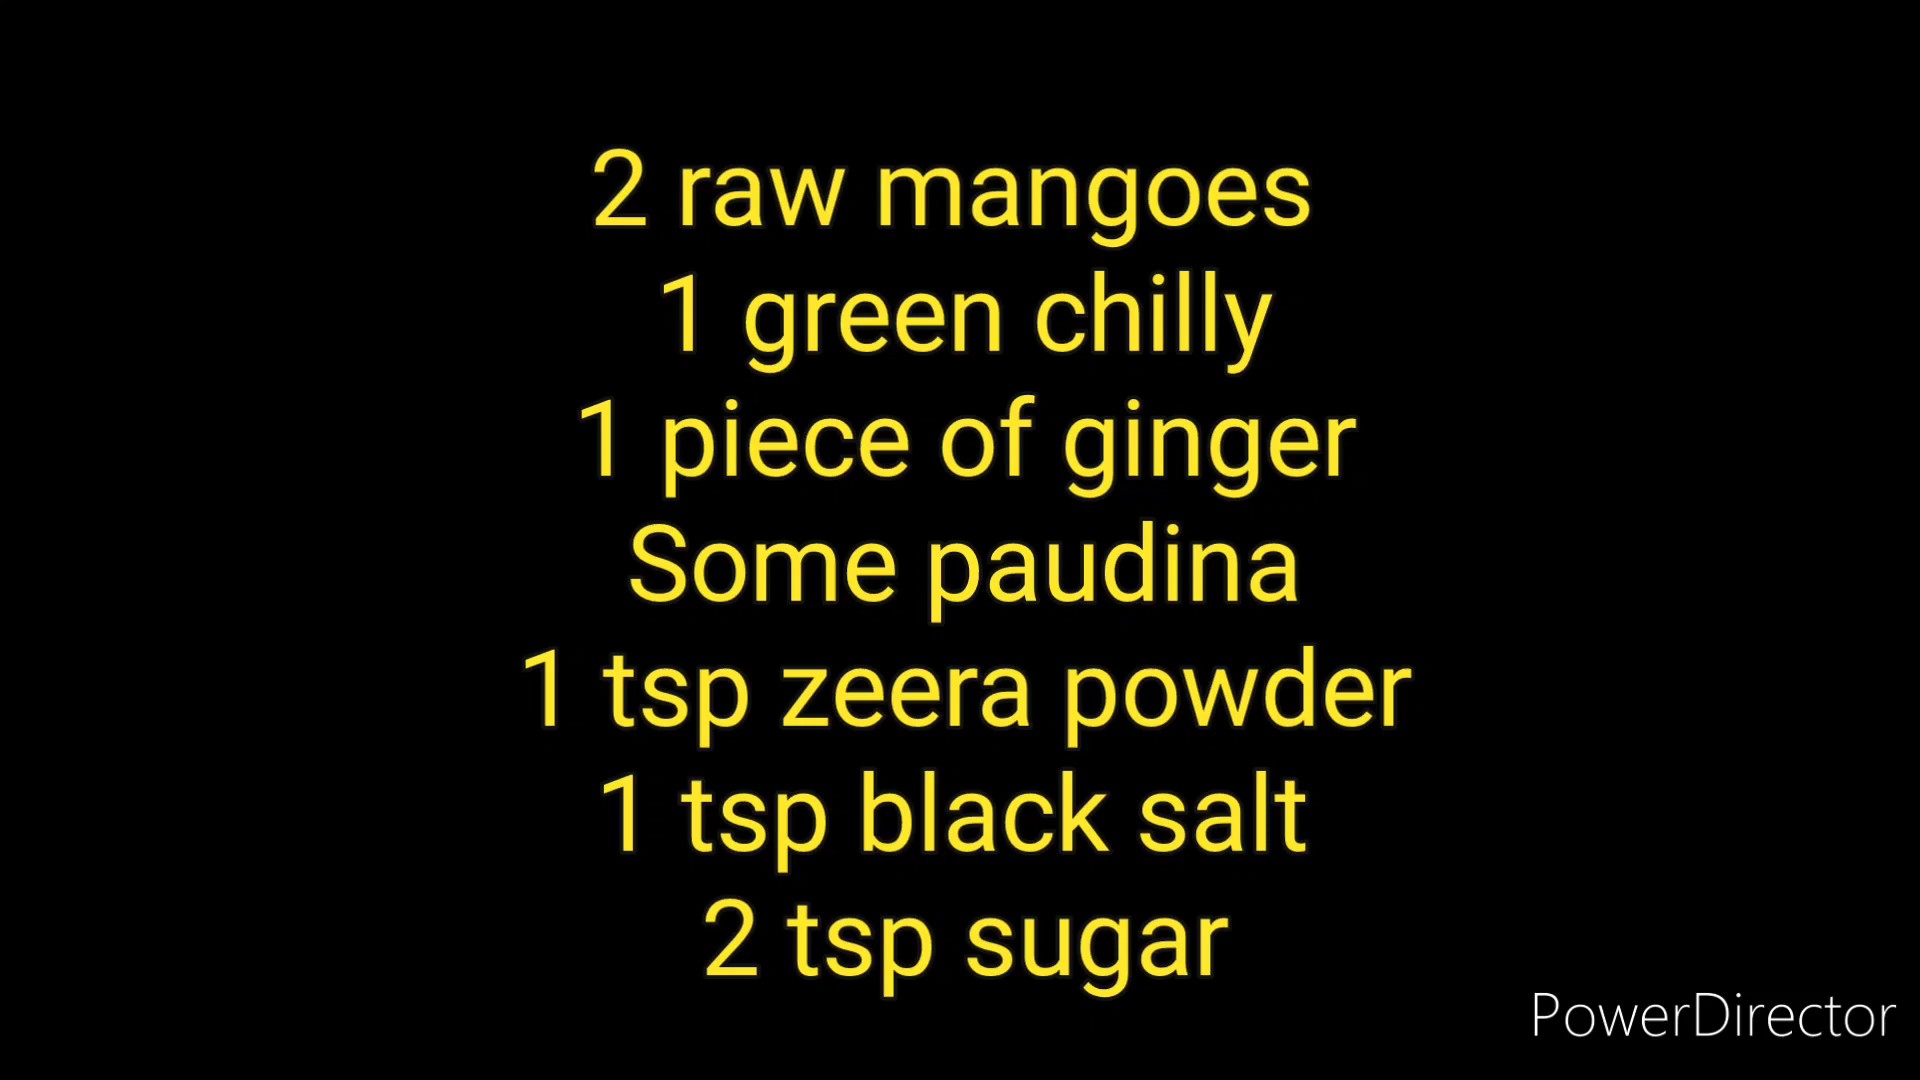 2 raw mangoes
1 green chilly
1 piece of ginger
Some paudina
1 tsp zeera powder
1 tsp black salt
2 tsp sugar
PowerDirector